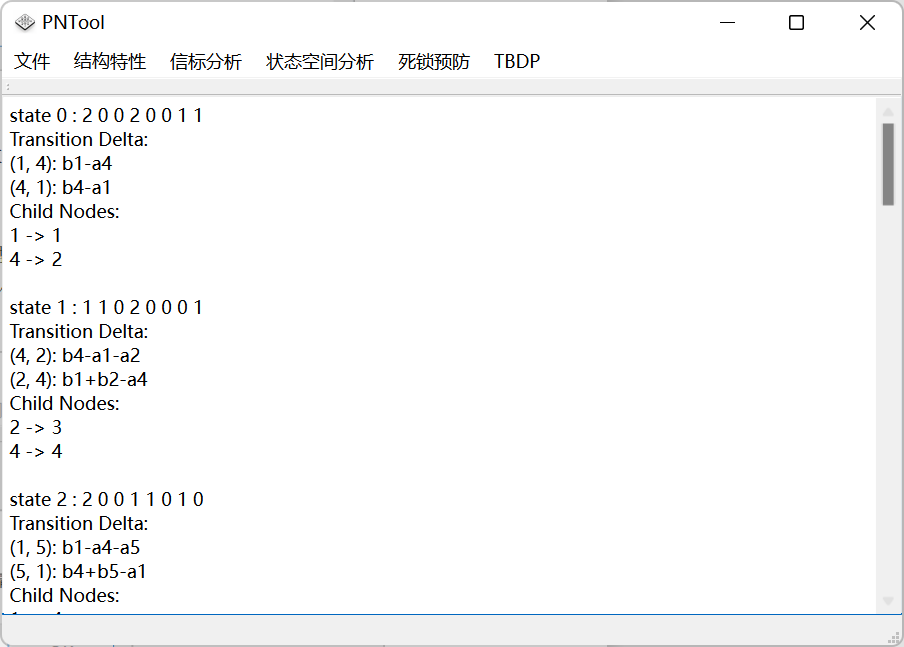 PNTool
文件 结构特性 信标分析 状态空间分析 死锁预防 TBDP
state 0 : 2 0 0 2 0 0 1 1
Transition Delta:
(1, 4): b1-a4
(4, 1): b4-a1
Child Nodes:
1 -> 1
4 -> 2
state 1 : 1 1 0 2 0 0 0 1
Transition Delta:
(4, 2): b4-a1-a2
(2, 4): b1+b2-a4
Child Nodes:
2 -> 3
4 -> 4
state 2 : 2 0 0 1 1 0 1 0
Transition Delta:
(1, 5): b1-a4-a5
(5, 1): b4+b5-a1
Child Nodes: